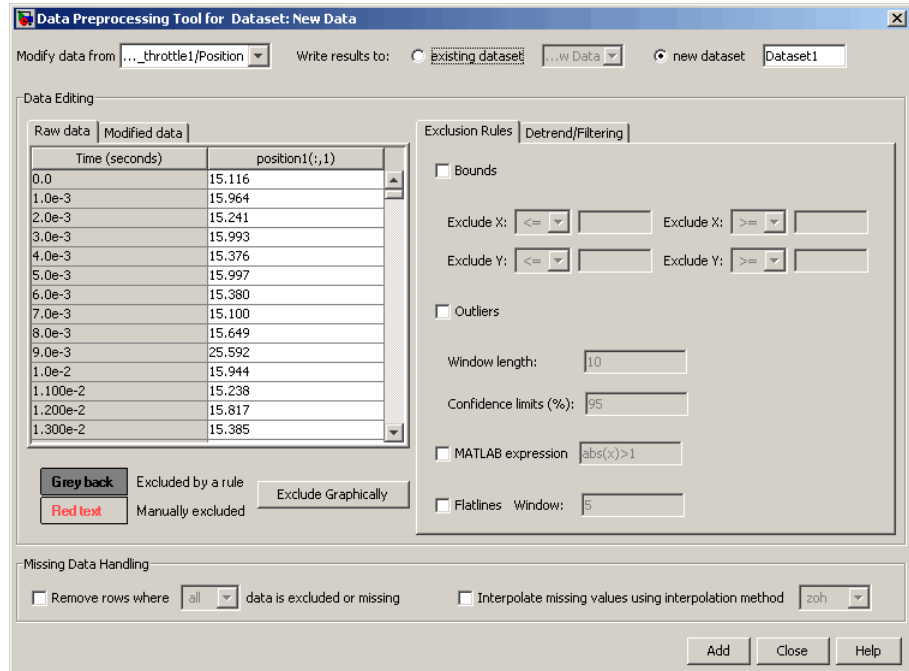 Data Preprocessing Tool for Dataset: New Data
Modify data from ..._throttle1/Position Write results to: existing dataset ...w Data new dataset Dataset1
Data Editing
Raw data Modified data
Time (seconds) position1(:,1)
0.0 15.116
1.0e-3 15.964
2.0e-3 15.241
3.0e-3 15.993
4.0e-3 15.376
5.0e-3 15.997
6.0e-3 15.380
7.0e-3 15.100
8.0e-3 15.649
9.0e-3 25.592
1.0e-2 15.944
1.100e-2 15.238
1.200e-2 15.817
1.300e-2 15.385
Grey back Excluded by a rule
Red text Manually excluded
Exclude Graphically
Exclusion Rules Detrend/Filtering
Bounds
Exclude X: <= Exclude X: >=
Exclude Y: <= Exclude Y: >=
Outliers
Window length: 10
Confidence limits (%): 95
MATLAB expression abs(x)>1
Flatlines Window: 5
Missing Data Handling
Remove rows where all data is excluded or missing Interpolate missing values using interpolation method zoh
Add Close Help